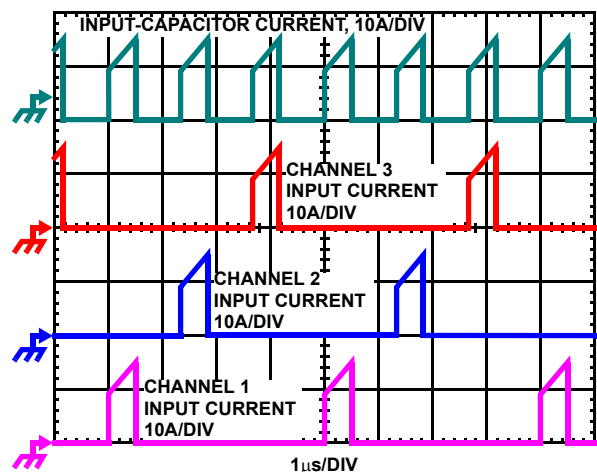 INPUT-CAPACITOR CURRENT, 10A/DIV
CHANNEL 3
INPUT CURRENT
10A/DIV
CHANNEL 2
INPUT CURRENT
10A/DIV
CHANNEL 1
INPUT CURRENT
10A/DIV
1μs/DIV